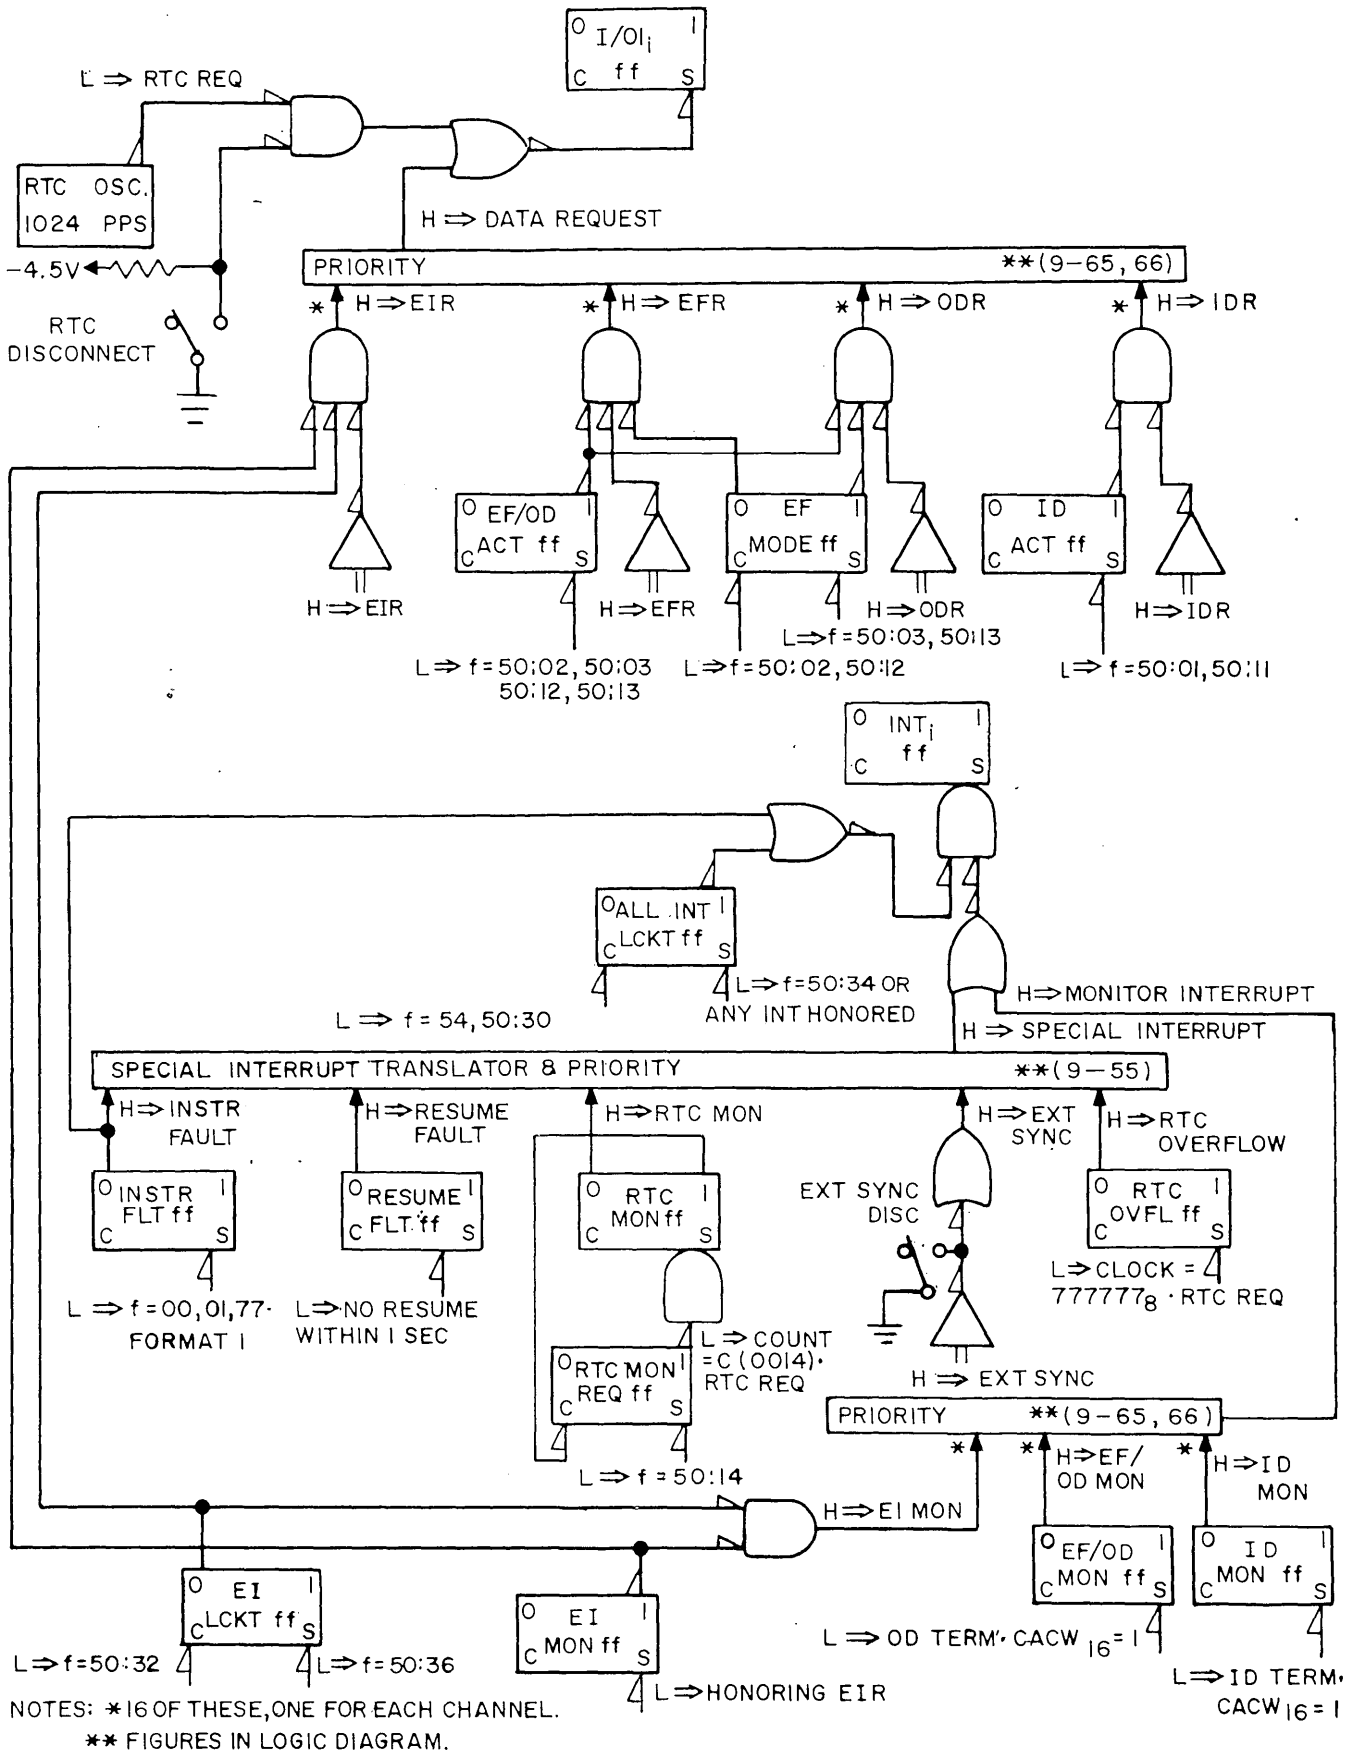 O I/OIi I
C ff S
L ⇒ RTC REQ
RTC OSC.
1024 PPS
-4.5V
RTC
DISCONNECT
H ⇒ DATA REQUEST
PRIORITY **(9-65,66)
* H⇒EIR * H⇒EFR * H⇒ODR * H⇒IDR
O EF/OD I
C ACT ff S
O EF I
C MODE ff S
O ID I
C ACT ff S
H⇒EIR H⇒EFR H⇒ODR H⇒IDR
L⇒f=50:03, 50:13
L⇒ f=50:02,50:03
50:12,50:13
L⇒f=50:02,50:12
L⇒f=50:01,50:11
O INTi I
C ff S
O ALL INT I
C LCKT ff S
L⇒f=50:34 OR
ANY INT HONORED
L ⇒ f= 54,50:30
H⇒MONITOR INTERRUPT
H ⇒ SPECIAL INTERRUPT
SPECIAL INTERRUPT TRANSLATOR & PRIORITY **(9-55)
H⇒INSTR
FAULT
H⇒RESUME
FAULT
H⇒RTC MON
H⇒EXT
SYNC
H⇒RTC
OVERFLOW
O INSTR I
FLT ff
C S
O RESUME I
FLT ff
C S
O RTC I
MON ff
C S
EXT SYNC
DISC
O RTC I
OVFL ff
C S
L ⇒ f=00,01,77·
FORMAT I
L⇒NO RESUME
WITHIN 1 SEC
L⇒CLOCK =
777777₈ · RTC REQ
L ⇒ COUNT
=C(0014)·
RTC REQ
O RTC MON I
REQ ff
C S
H ⇒ EXT SYNC
L⇒ f=50:14
PRIORITY **(9-65, 66)
* * *
H⇒EF/
OD MON
H⇒ID
MON
H⇒EI MON
O EF/OD I
C MON ff S
O ID I
C MON ff S
O EI I
C LCKT ff S
O EI I
MON ff
C S
L⇒f=50:32
L⇒f=50:36
L⇒HONORING EIR
L ⇒ OD TERM· CACW₁₆=1
L⇒ID TERM·
CACW₁₆=1
NOTES: *16 OF THESE,ONE FOR EACH CHANNEL.
** FIGURES IN LOGIC DIAGRAM.